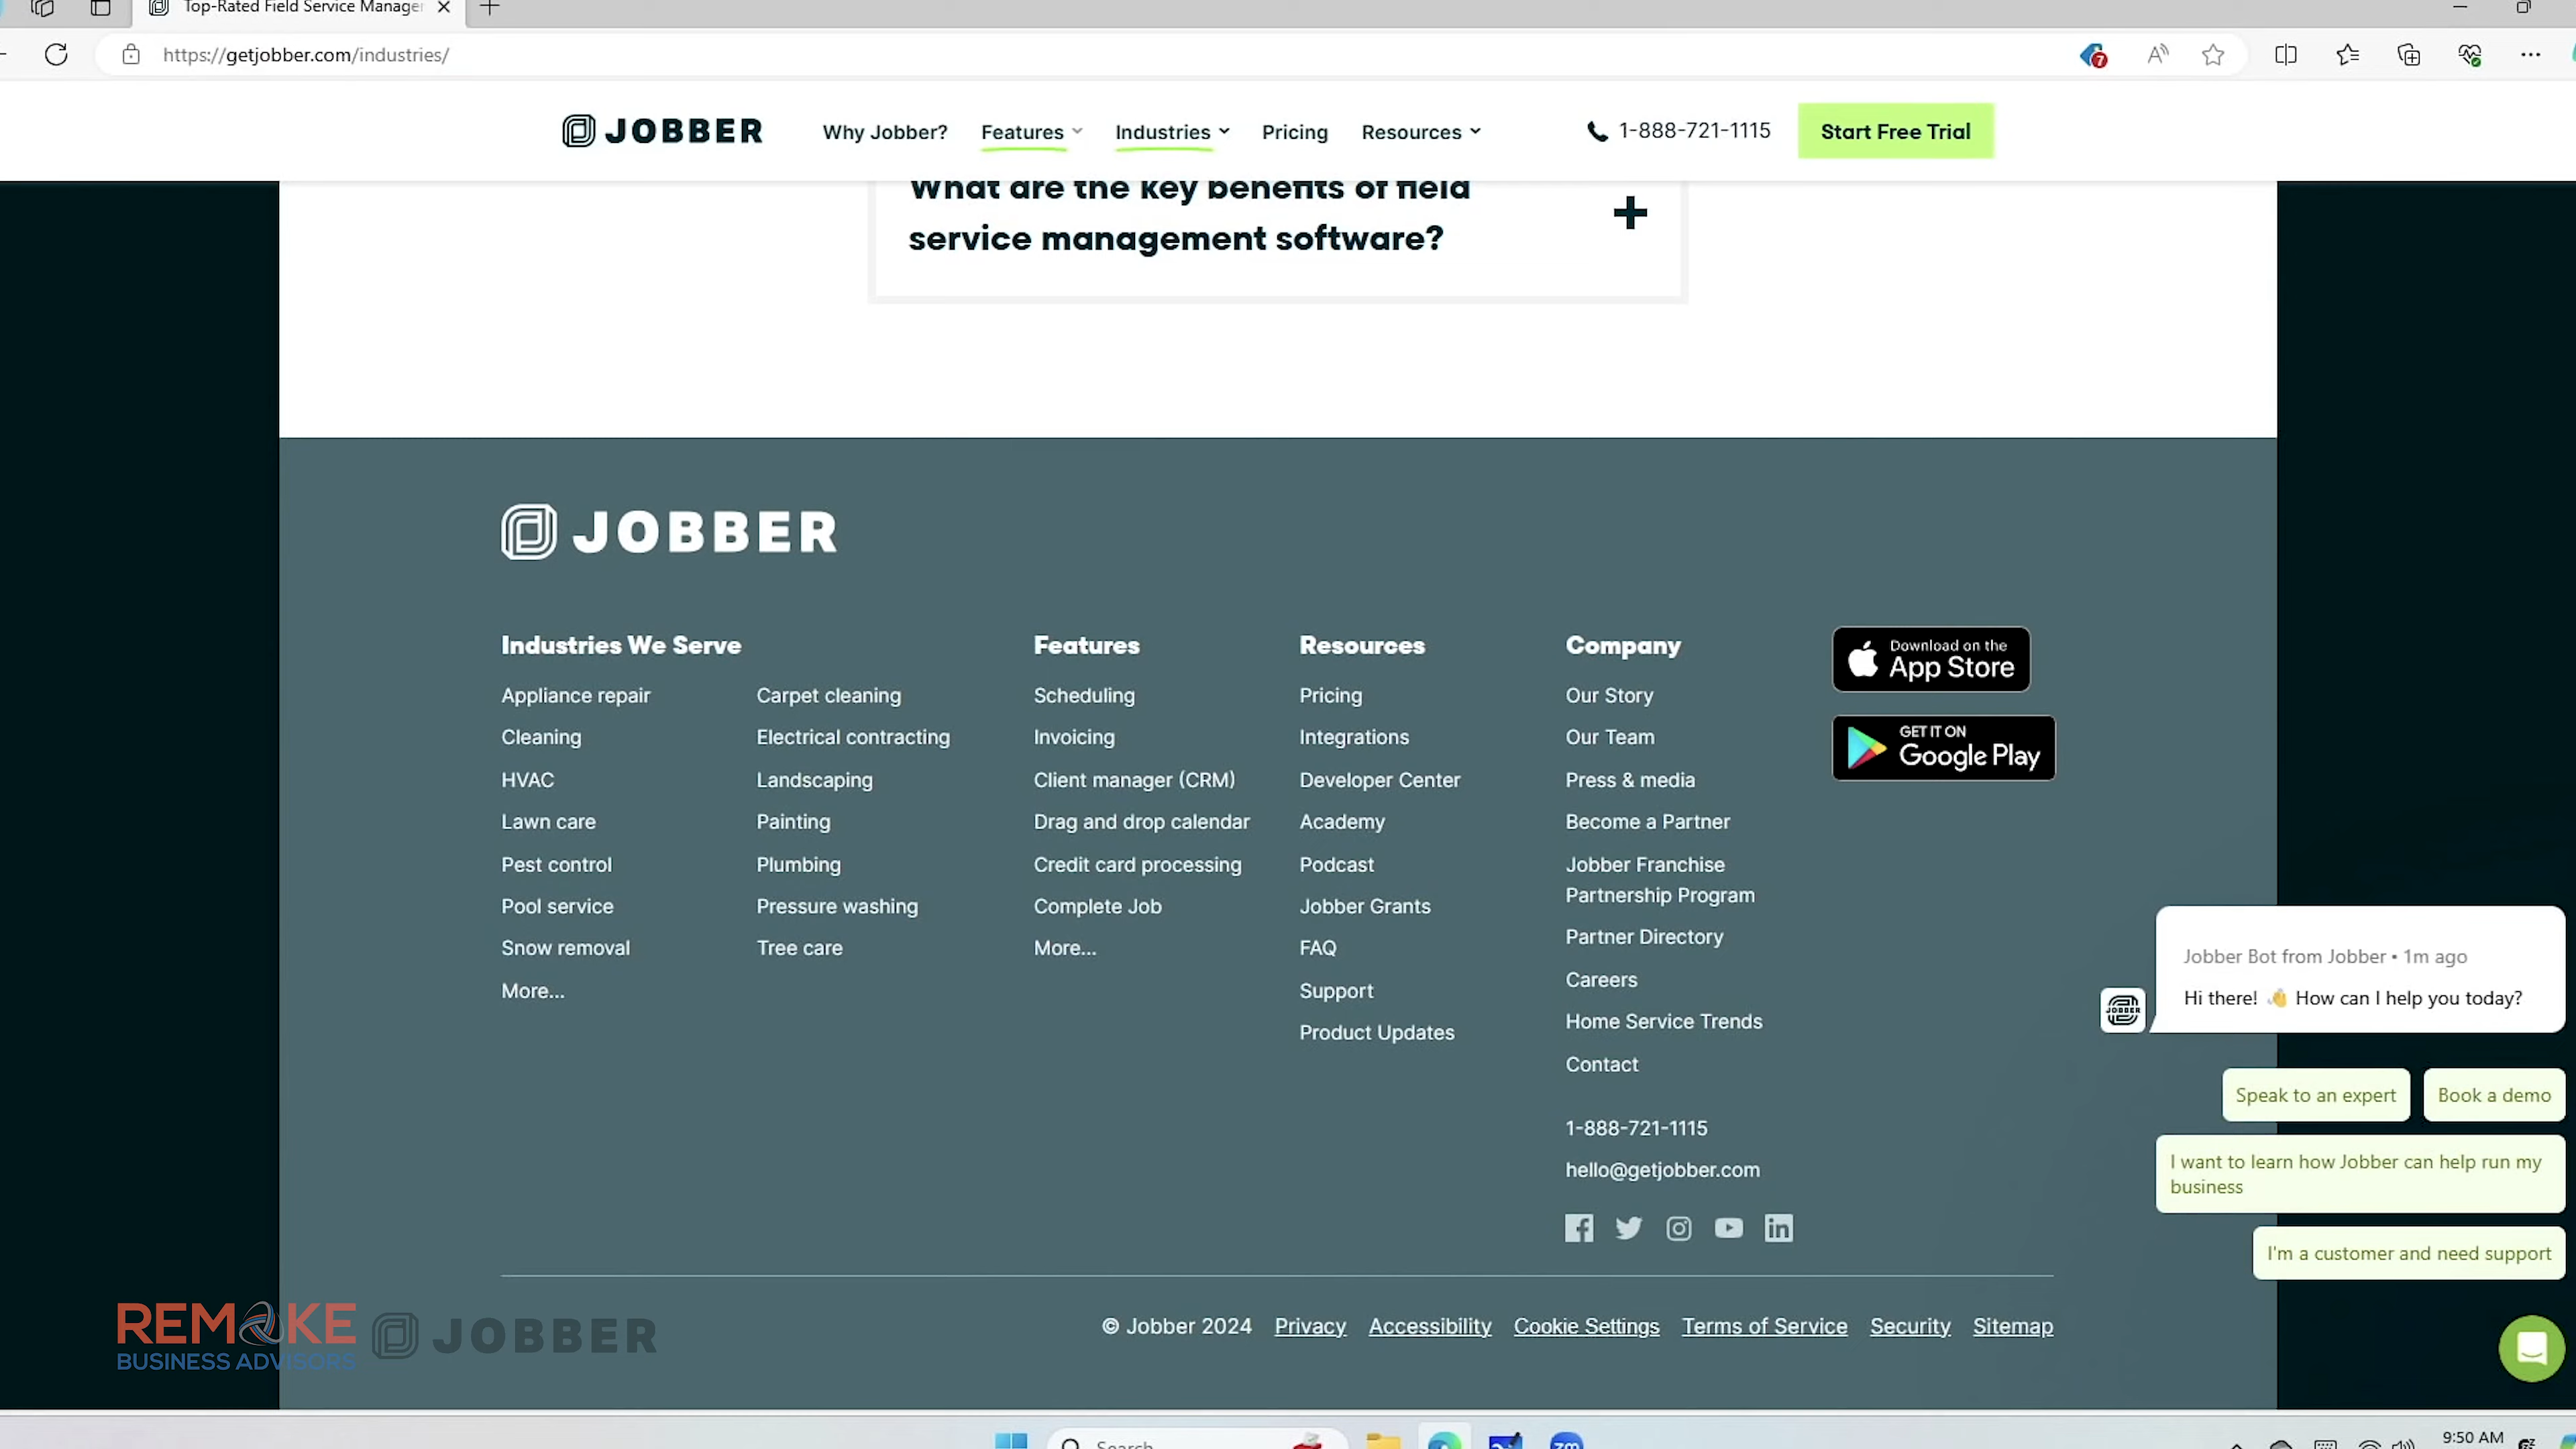 Top-Rated Field Service Manager
https://getjobber.com/industries/
7
JOBBER
Why Jobber?
Features
Industries
Pricing
Resources
1-888-721-1115
Start Free Trial
What are the key benefits of field
service management software?
JOBBER
Industries We Serve
Appliance repair
Cleaning
HVAC
Lawn care
Pest control
Pool service
Snow removal
More...
Carpet cleaning
Electrical contracting
Landscaping
Painting
Plumbing
Pressure washing
Tree care
Features
Scheduling
Invoicing
Client manager (CRM)
Drag and drop calendar
Credit card processing
Complete Job
More...
Resources
Pricing
Integrations
Developer Center
Academy
Podcast
Jobber Grants
FAQ
Support
Product Updates
Company
Our Story
Our Team
Press & media
Become a Partner
Jobber Franchise
Partnership Program
Partner Directory
Careers
Home Service Trends
Contact
1-888-721-1115
hello@getjobber.com
Download on the
App Store
GET IT ON
Google Play
Jobber Bot from Jobber • 1m ago
Hi there! 👋 How can I help you today?
JOBBER
Speak to an expert
Book a demo
I want to learn how Jobber can help run my
business
I'm a customer and need support
© Jobber 2024 Privacy Accessibility Cookie Settings Terms of Service Security Sitemap
REMAKE
BUSINESS ADVISORS
JOBBER
Search
zm
9:50 AM